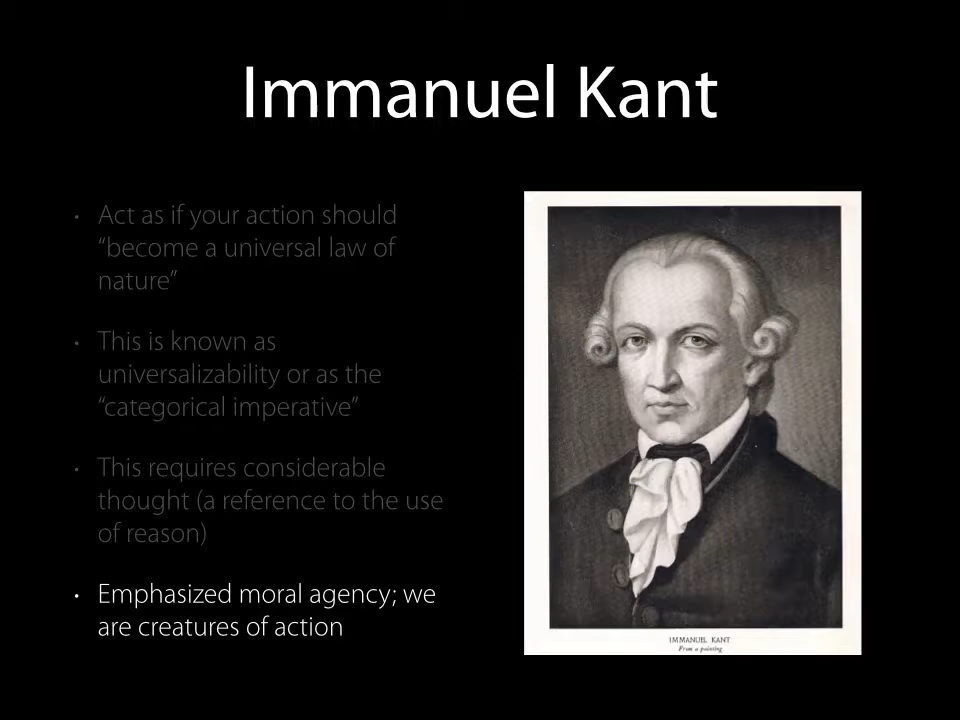 Immanuel Kant
• Act as if your action should
“become a universal law of
nature”
• This is known as
universalizability or as the
“categorical imperative”
• This requires considerable
thought (a reference to the use
of reason)
• Emphasized moral agency; we
are creatures of action
IMMANUEL KANT
From a painting